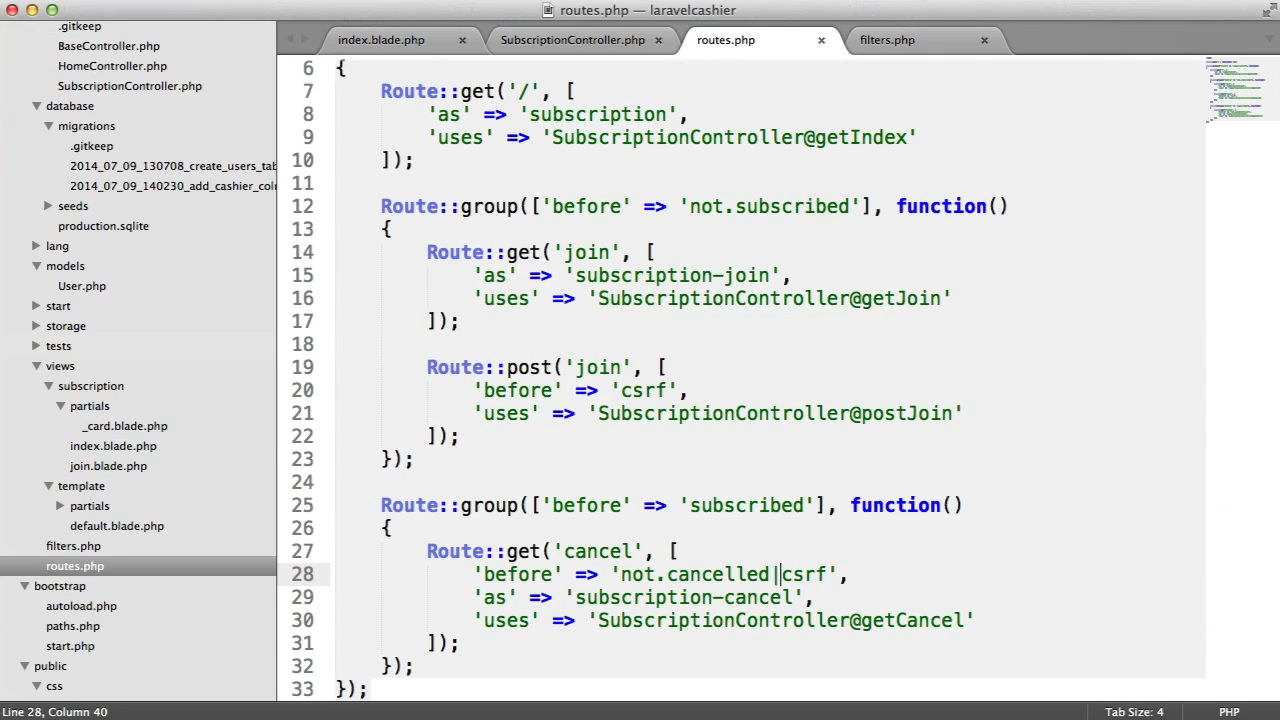 routes.php — laravelcashier
.gitkeep
BaseController.php
HomeController.php
SubscriptionController.php
database
migrations
.gitkeep
2014_07_09_130708_create_users_tab
2014_07_09_140230_add_cashier_colu
seeds
production.sqlite
lang
models
User.php
start
storage
tests
views
subscription
partials
_card.blade.php
index.blade.php
join.blade.php
template
partials
default.blade.php
filters.php
routes.php
bootstrap
autoload.php
paths.php
start.php
public
css
index.blade.php ×
SubscriptionController.php ×
routes.php ×
filters.php ×
6 {
7 Route::get('/', [
8 'as' => 'subscription',
9 'uses' => 'SubscriptionController@getIndex'
10 ]);
11
12 Route::group(['before' => 'not.subscribed'], function()
13 {
14 Route::get('join', [
15 'as' => 'subscription-join',
16 'uses' => 'SubscriptionController@getJoin'
17 ]);
18
19 Route::post('join', [
20 'before' => 'csrf',
21 'uses' => 'SubscriptionController@postJoin'
22 ]);
23 });
24
25 Route::group(['before' => 'subscribed'], function()
26 {
27 Route::get('cancel', [
28 'before' => 'not.cancelled|csrf',
29 'as' => 'subscription-cancel',
30 'uses' => 'SubscriptionController@getCancel'
31 ]);
32 });
33 });
Line 28, Column 40
Tab Size: 4
PHP